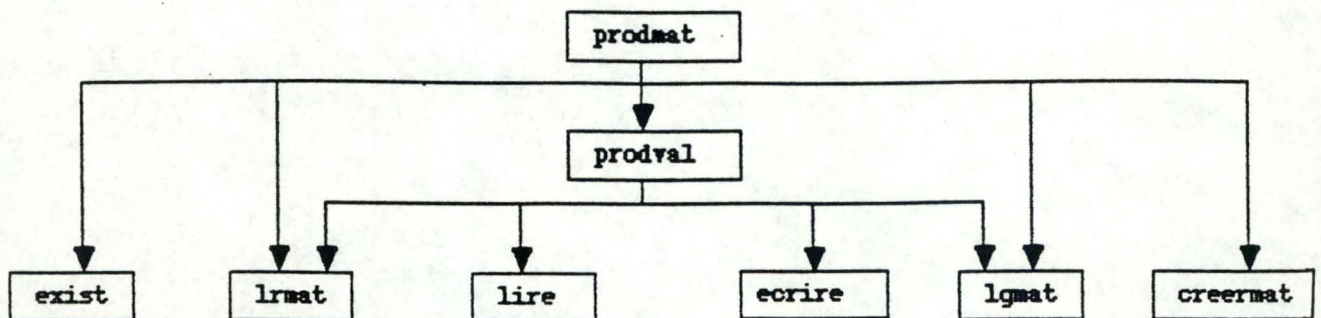 prodmat
prodval
exist
lrmat
lire
ecrire
lgmat
creermat